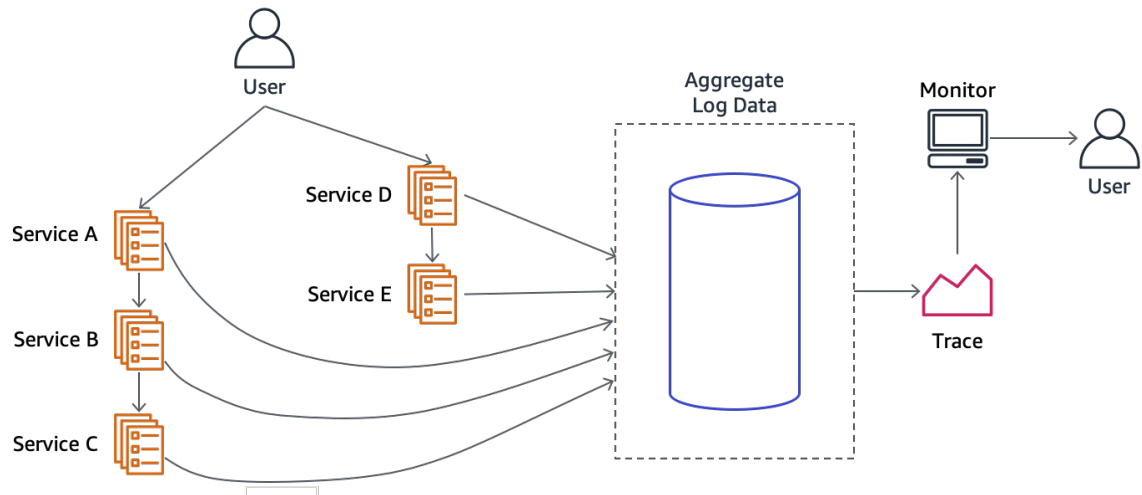 User
Aggregate
Log Data
Monitor
User
Service D
Service A
Service E
Service B
Trace
Service C